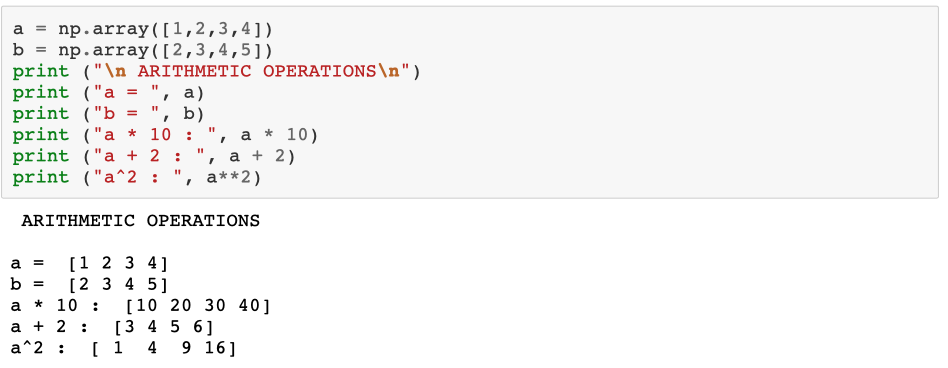 a = np.array([1,2,3,4])
b = np.array([2,3,4,5])
print ("\n ARITHMETIC OPERATIONS\n")
print ("a = ", a)
print ("b = ", b)
print ("a * 10 : ", a * 10)
print ("a + 2 : ", a + 2)
print ("a^2 : ", a**2)
ARITHMETIC OPERATIONS
a =  [1 2 3 4]
b =  [2 3 4 5]
a * 10 :  [10 20 30 40]
a + 2 :  [3 4 5 6]
a^2 :  [ 1  4  9 16]